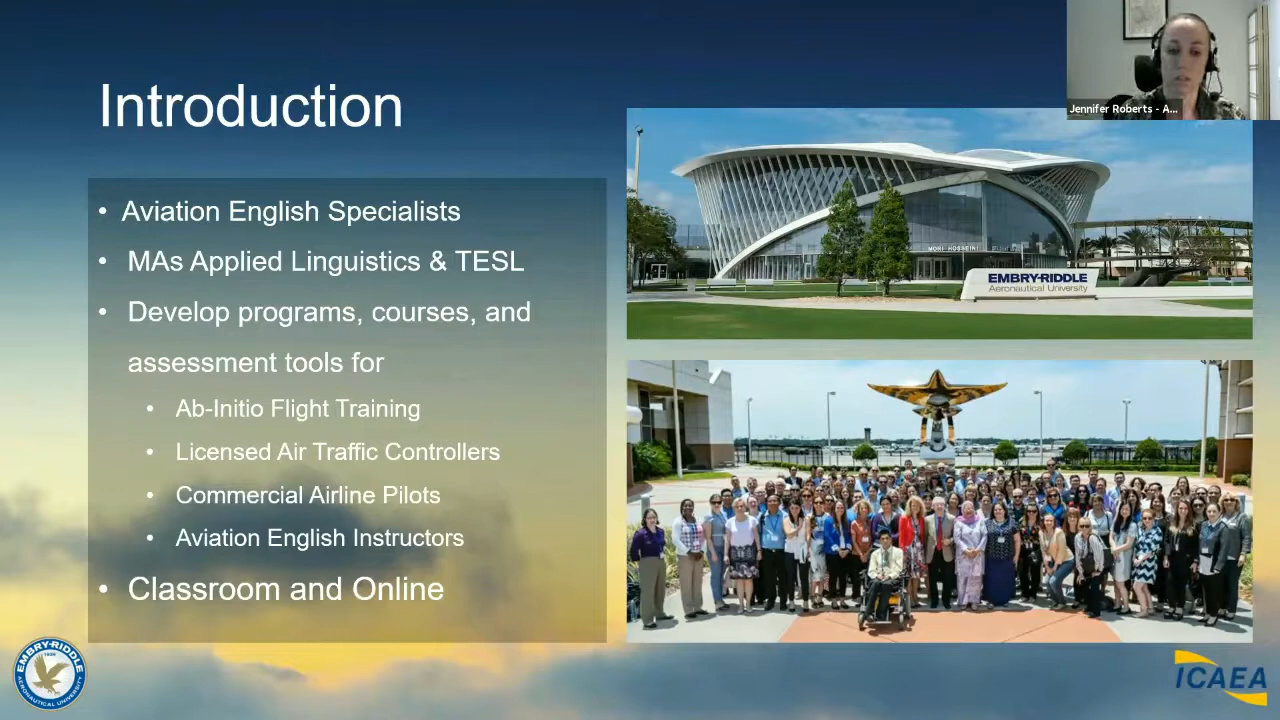 Introduction
• Aviation English Specialists
• MAs Applied Linguistics & TESL
• Develop programs, courses, and
assessment tools for
• Ab-Initio Flight Training
• Licensed Air Traffic Controllers
• Commercial Airline Pilots
• Aviation English Instructors
• Classroom and Online
Jennifer Roberts - A...
MORI HOSSEINI
EMBRY-RIDDLE
Aeronautical University
EMBRY-RIDDLE
AERONAUTICAL UNIVERSITY
ICAEA